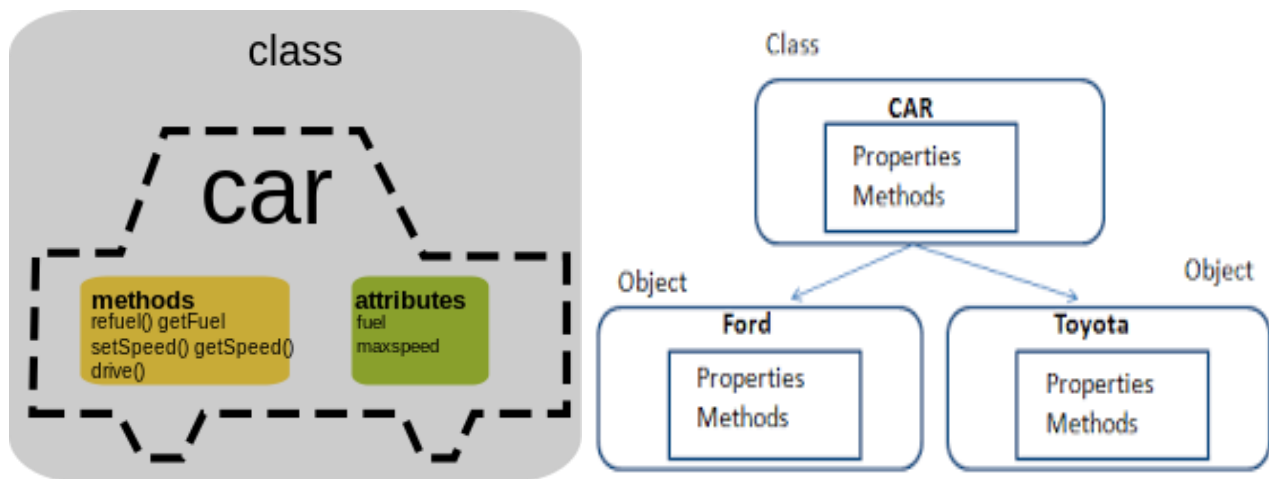 class
car
methods
refuel() getFuel
setSpeed() getSpeed()
drive()
attributes
fuel
maxspeed
Class
CAR
Properties
Methods
Object
Ford
Properties
Methods
Object
Toyota
Properties
Methods